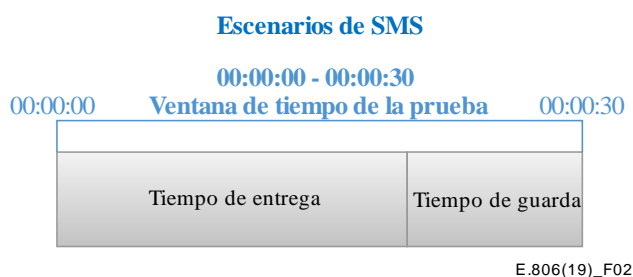 Escenarios de SMS
00:00:00 - 00:00:30
00:00:00 Ventana de tiempo de la prueba 00:00:30
Tiempo de entrega Tiempo de guarda
E.806(19)_F02